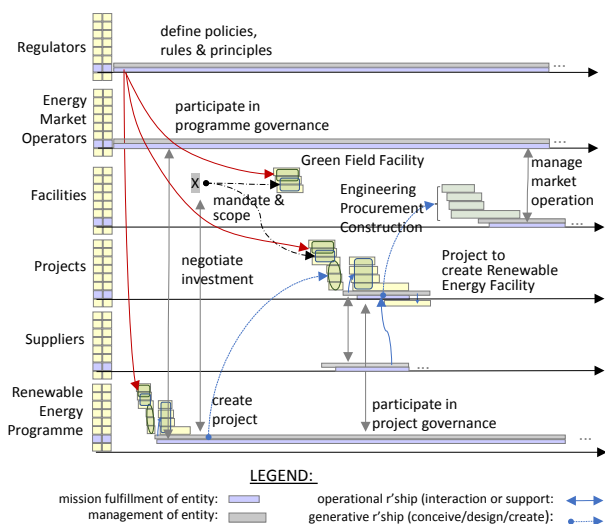 Regulators
define policies,
rules & principles
...
Energy
Market
Operators
participate in
programme governance
...
Green Field Facility
manage
market
operation
Facilities
X
mandate &
scope
Engineering
Procurement
Construction
...
Projects
negotiate
investment
Project to
create Renewable
Energy Facility
...
Suppliers
...
Renewable
Energy
Programme
create
project
participate in
project governance
...
LEGEND:
mission fulfillment of entity:
management of entity:
operational r'ship (interaction or support:
generative r'ship (conceive/design/create):